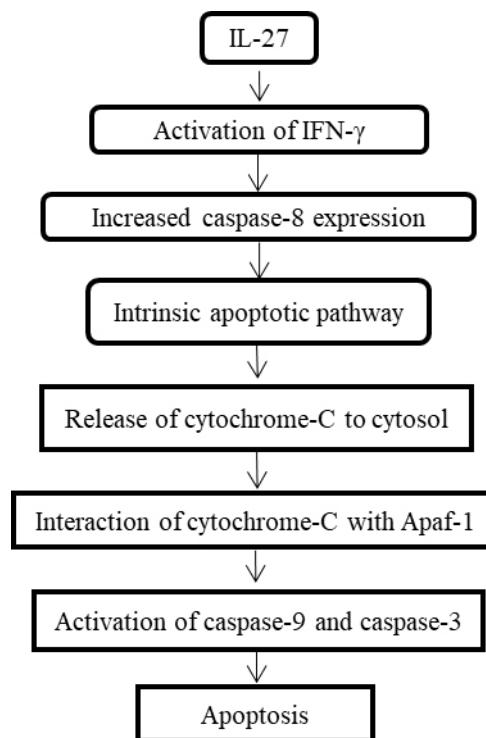 IL-27
Activation of IFN-γ
Increased caspase-8 expression
Intrinsic apoptotic pathway
Release of cytochrome-C to cytosol
Interaction of cytochrome-C with Apaf-1
Activation of caspase-9 and caspase-3
Apoptosis